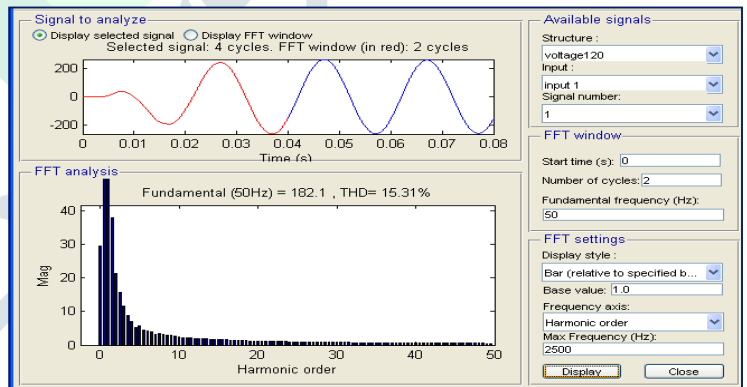 Signal to analyze
Display selected signal Display FFT window
Selected signal: 4 cycles. FFT window (in red): 2 cycles
200
0
-200
0 0.01 0.02 0.03 0.04 0.05 0.06 0.07 0.08
Time (s)
FFT analysis
Fundamental (50Hz) = 182.1 , THD= 15.31%
40
30
20
10
0
Mag
0 10 20 30 40 50
Harmonic order
Available signals
Structure :
voltage120
Input :
input 1
Signal number:
1
FFT window
Start time (s): 0
Number of cycles: 2
Fundamental frequency (Hz):
50
FFT settings
Display style :
Bar (relative to specified b...
Base value: 1.0
Frequency axis:
Harmonic order
Max Frequency (Hz):
2500
Display Close